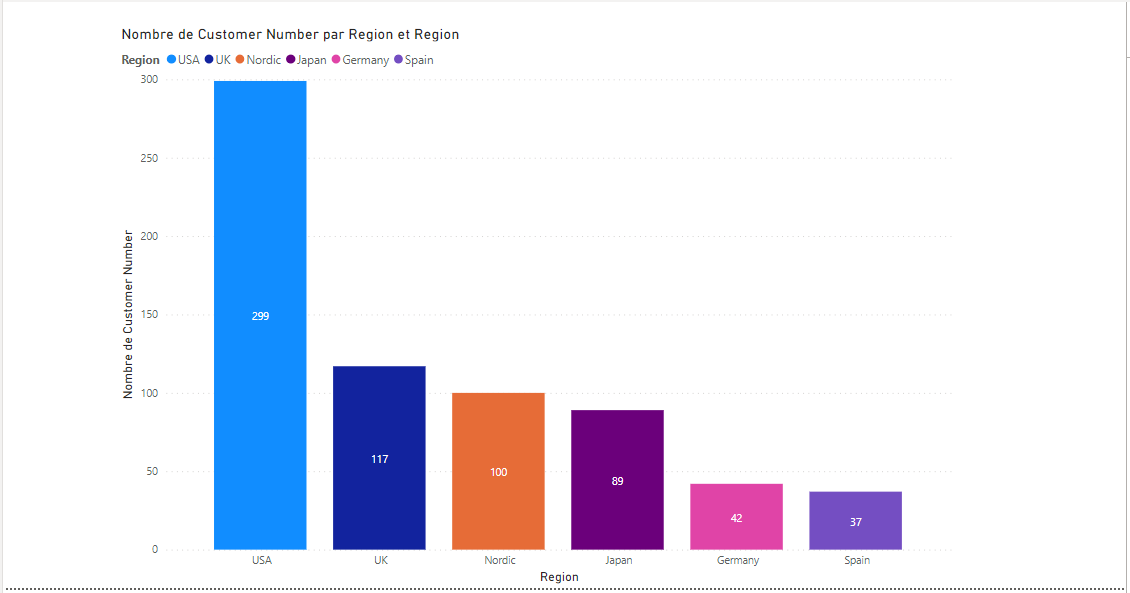 Nombre de Customer Number par Region et Region
Region USA UK Nordic Japan Germany Spain
300
250
200
150
100
50
0
Nombre de Customer Number
299
117
100
89
42
37
USA UK Nordic Japan Germany Spain
Region